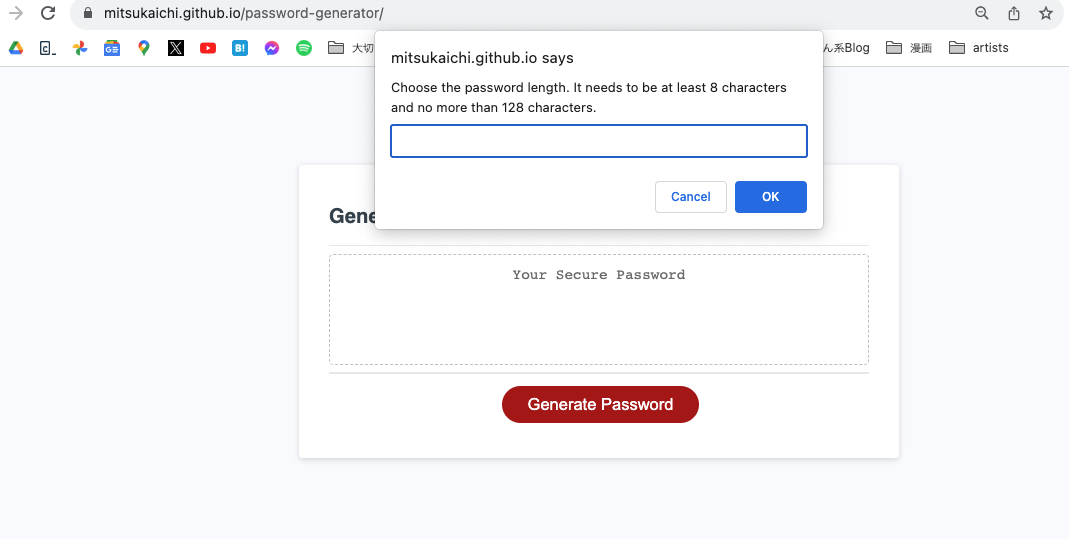 mitsukaichi.github.io/password-generator/
大切
ん系Blog
漫画
artists
mitsukaichi.github.io says
Choose the password length. It needs to be at least 8 characters
and no more than 128 characters.
Cancel
OK
Gene
Your Secure Password
Generate Password